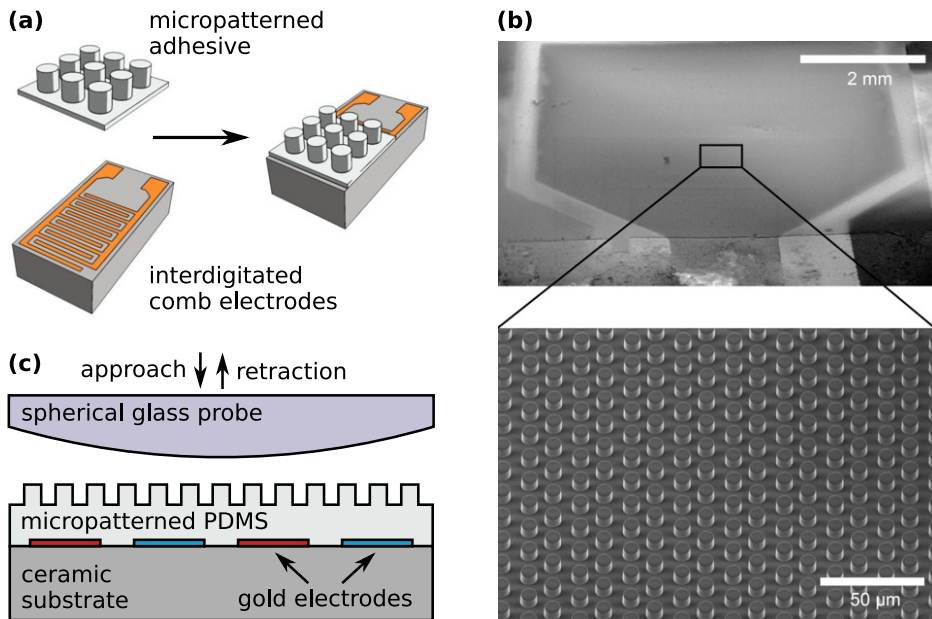 (a)
micropatterned
adhesive
interdigitated
comb electrodes
(b)
2 mm
50 µm
(c)
approach
retraction
spherical glass probe
micropatterned PDMS
ceramic
substrate
gold electrodes